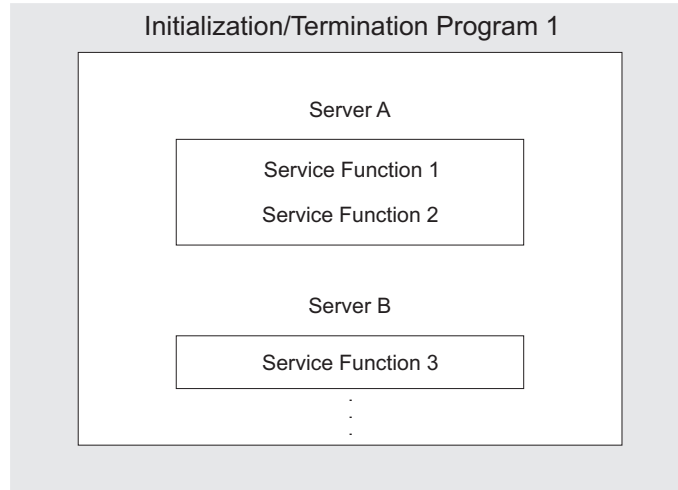 Initialization/Termination Program 1
Server A
Service Function 1
Service Function 2
Server B
Service Function 3
.
.
.